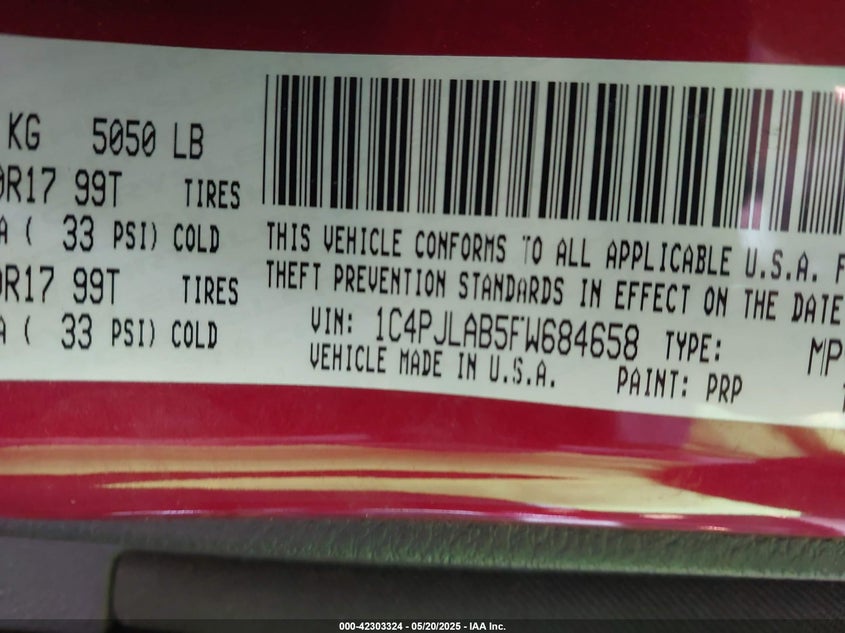 KG 5050 LB
0R17 99T TIRES
A ( 33 PSI) COLD
0R17 99T TIRES
A ( 33 PSI) COLD
THIS VEHICLE CONFORMS TO ALL APPLICABLE U.S.A. F
THEFT PREVENTION STANDARDS IN EFFECT ON THE DATE
VIN: 1C4PJLAB5FW684658 TYPE: MP
VEHICLE MADE IN U.S.A. PAINT: PRP
000-42303324 - 05/20/2025 - IAA Inc.